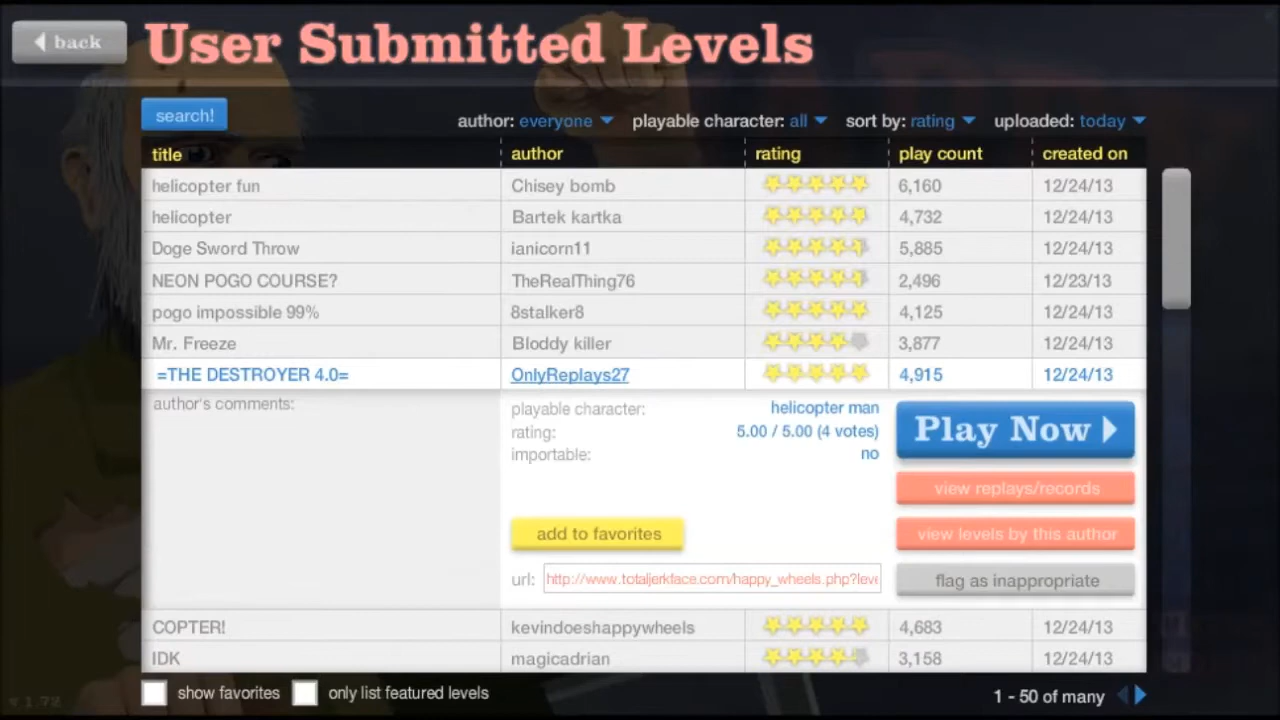 back
User Submitted Levels
search!
author: everyone playable character: all sort by: rating uploaded: today
title author rating play count created on
helicopter fun Chisey bomb 6,160 12/24/13
helicopter Bartek kartka 4,732 12/24/13
Doge Sword Throw ianicorn11 5,885 12/24/13
NEON POGO COURSE? TheRealThing76 2,496 12/23/13
pogo impossible 99% 8stalker8 4,125 12/24/13
Mr. Freeze Bloddy killer 3,877 12/24/13
=THE DESTROYER 4.0= OnlyReplays27 4,915 12/24/13
author's comments:
playable character: helicopter man
rating: 5.00 / 5.00 (4 votes)
importable: no
Play Now
view replays/records
add to favorites
view levels by this author
url: http://www.totaljerkface.com/happy_wheels.php?leve
flag as inappropriate
COPTER! kevindoeshappywheels 4,683 12/24/13
IDK magicadrian 3,158 12/24/13
show favorites only list featured levels
1 - 50 of many
v 1.72